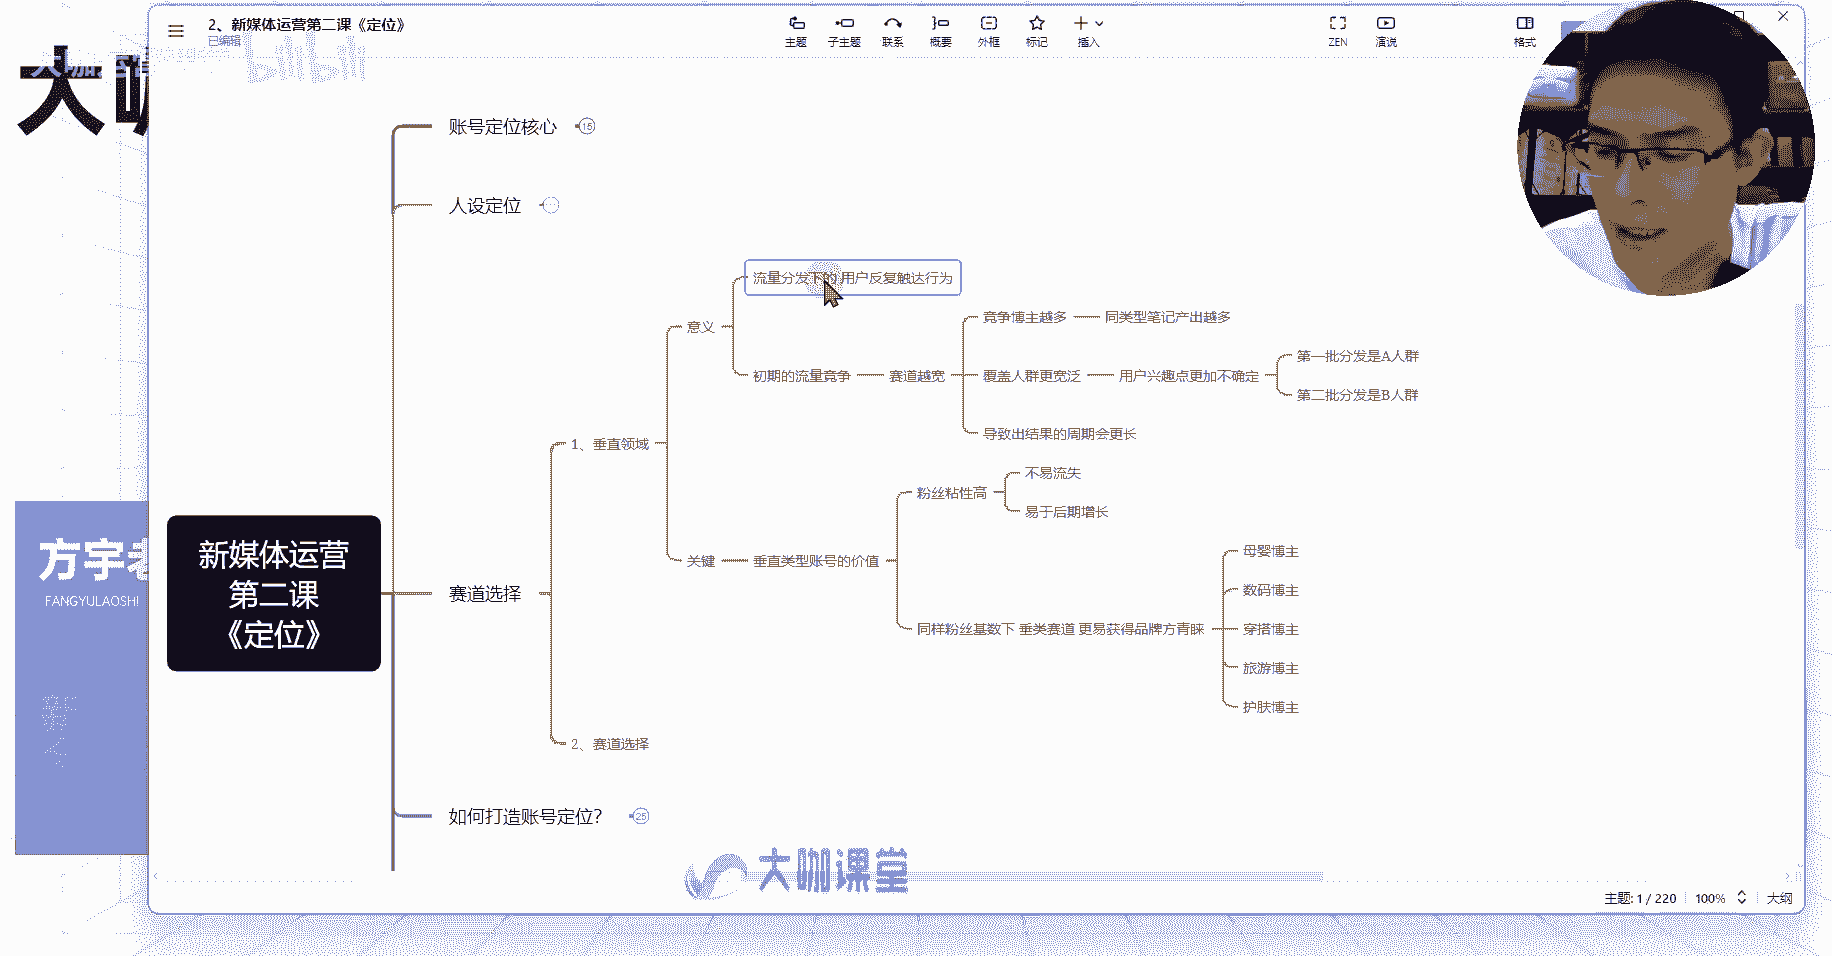 2、新媒体运营第二课《定位》
已编辑
主题
子主题
联系
概要
外框
标记
插入
ZEN
演说
格式
大咖
bilibili
账号定位核心
15
人设定位
流量分发下的 用户反复触达行为
意义
竞争博主越多
同类型笔记产出越多
初期的流量竞争
赛道越宽
覆盖人群更宽泛
用户兴趣点更加不确定
第一批分发是A人群
第二批分发是B人群
导致出结果的周期会更长
1、垂直领域
粉丝粘性高
不易流失
易于后期增长
关键
垂直类型账号的价值
同样粉丝基数下 垂类赛道 更易获得品牌方青睐
母婴博主
数码博主
穿搭博主
旅游博主
护肤博主
新媒体运营
第二课
《定位》
赛道选择
2、赛道选择
如何打造账号定位?
25
方宇老
FANGYULAOSHI
大咖课堂
主题: 1 / 220
100%
大纲